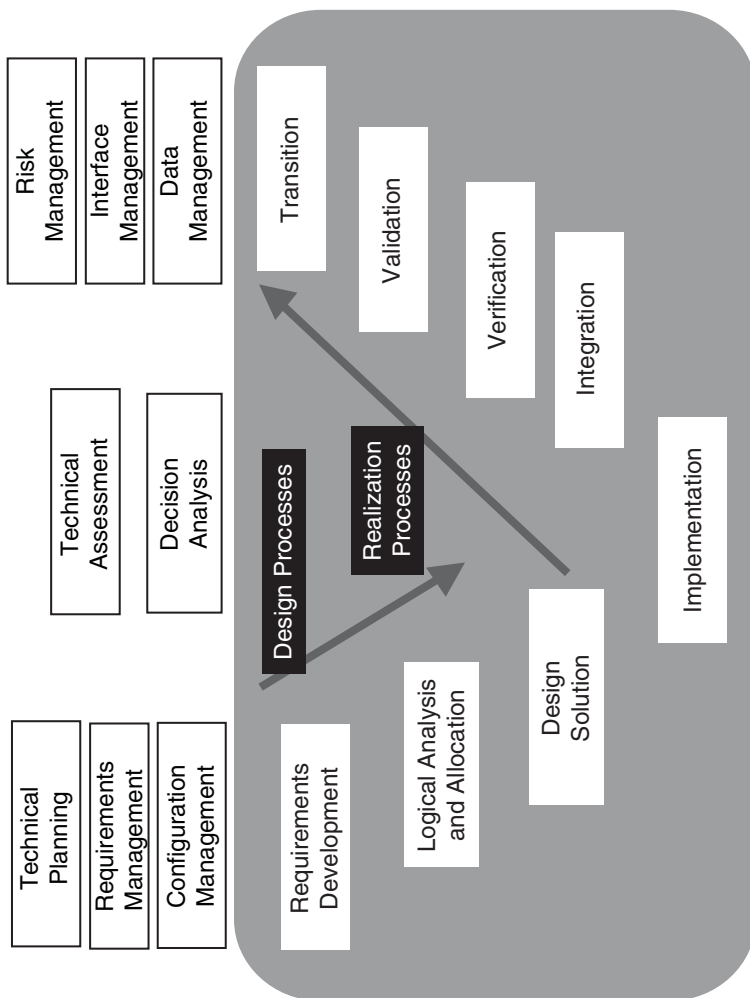 Technical
Planning
Requirements
Management
Configuration
Management
Technical
Assessment
Decision
Analysis
Risk
Management
Interface
Management
Data
Management
Design Processes
Realization
Processes
Requirements
Development
Logical Analysis
and Allocation
Design
Solution
Implementation
Integration
Verification
Validation
Transition